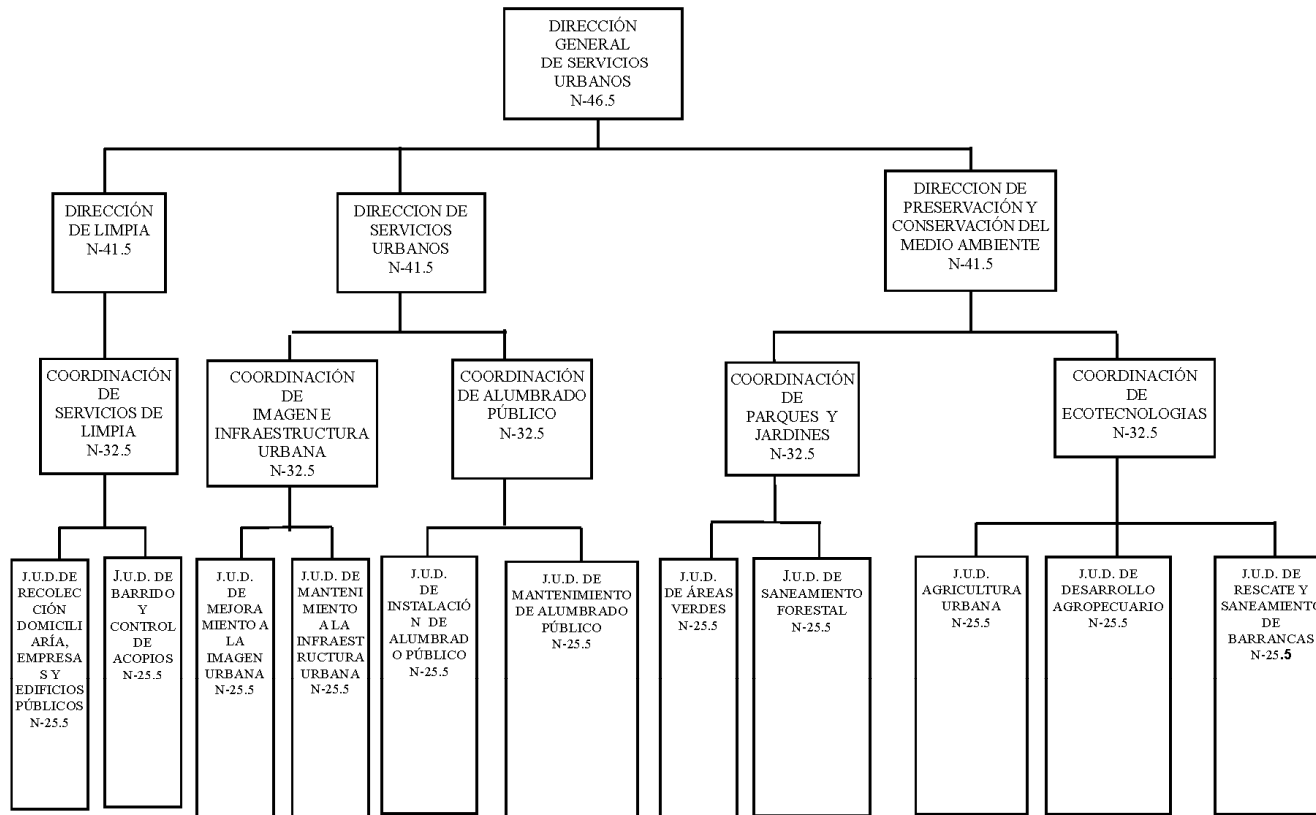 DIRECCIÓN
GENERAL
DE SERVICIOS
URBANOS
N-46.5
DIRECCIÓN
DE LIMPIA
N-41.5
DIRECCION DE
SERVICIOS
URBANOS
N-41.5
DIRECCION DE
PRESERVACIÓN Y
CONSERVACIÓN DEL
MEDIO AMBIENTE
N-41.5
COORDINACIÓN
DE
SERVICIOS DE
LIMPIA
N-32.5
COORDINACIÓN
DE
IMAGEN E
INFRAESTRUCTURA
URBANA
N-32.5
COORDINACIÓN
DE ALUMBRADO
PÚBLICO
N-32.5
COORDINACIÓN
DE
PARQUES Y
JARDINES
N-32.5
COORDINACIÓN
DE
ECOTECNOLOGIAS
N-32.5
J.U.D.DE
RECOLEC
CIÓN
DOMICILI
ARÍA,
EMPRESA
S Y
EDIFICIOS
PÚBLICOS
N-25.5
J.U.D. DE
BARRIDO
Y
CONTROL
DE
ACOPIOS
N-25.5
J.U.D.
DE
MEJORA
MIENTO A
LA
IMAGEN
URBANA
N-25.5
J.U.D. DE
MANTENI
MIENTO
A LA
INFRAEST
RUCTURA
URBANA
N-25.5
J.U.D.
DE
INSTALACIÓ
N DE
ALUMBRAD
O PÚBLICO
N-25.5
J.U.D. DE
MANTENIMIENTO
DE ALUMBRADO
PÚBLICO
N-25.5
J.U.D.
DE ÁREAS
VERDES
N-25.5
J.U.D. DE
SANEAMIENTO
FORESTAL
N-25.5
J.U.D.
AGRICULTURA
URBANA
N-25.5
J.U.D. DE
DESARROLLO
AGROPECUARIO
N-25.5
J.U.D. DE
RESCATE Y
SANEAMIENTO
DE
BARRANCAS
N-25.5